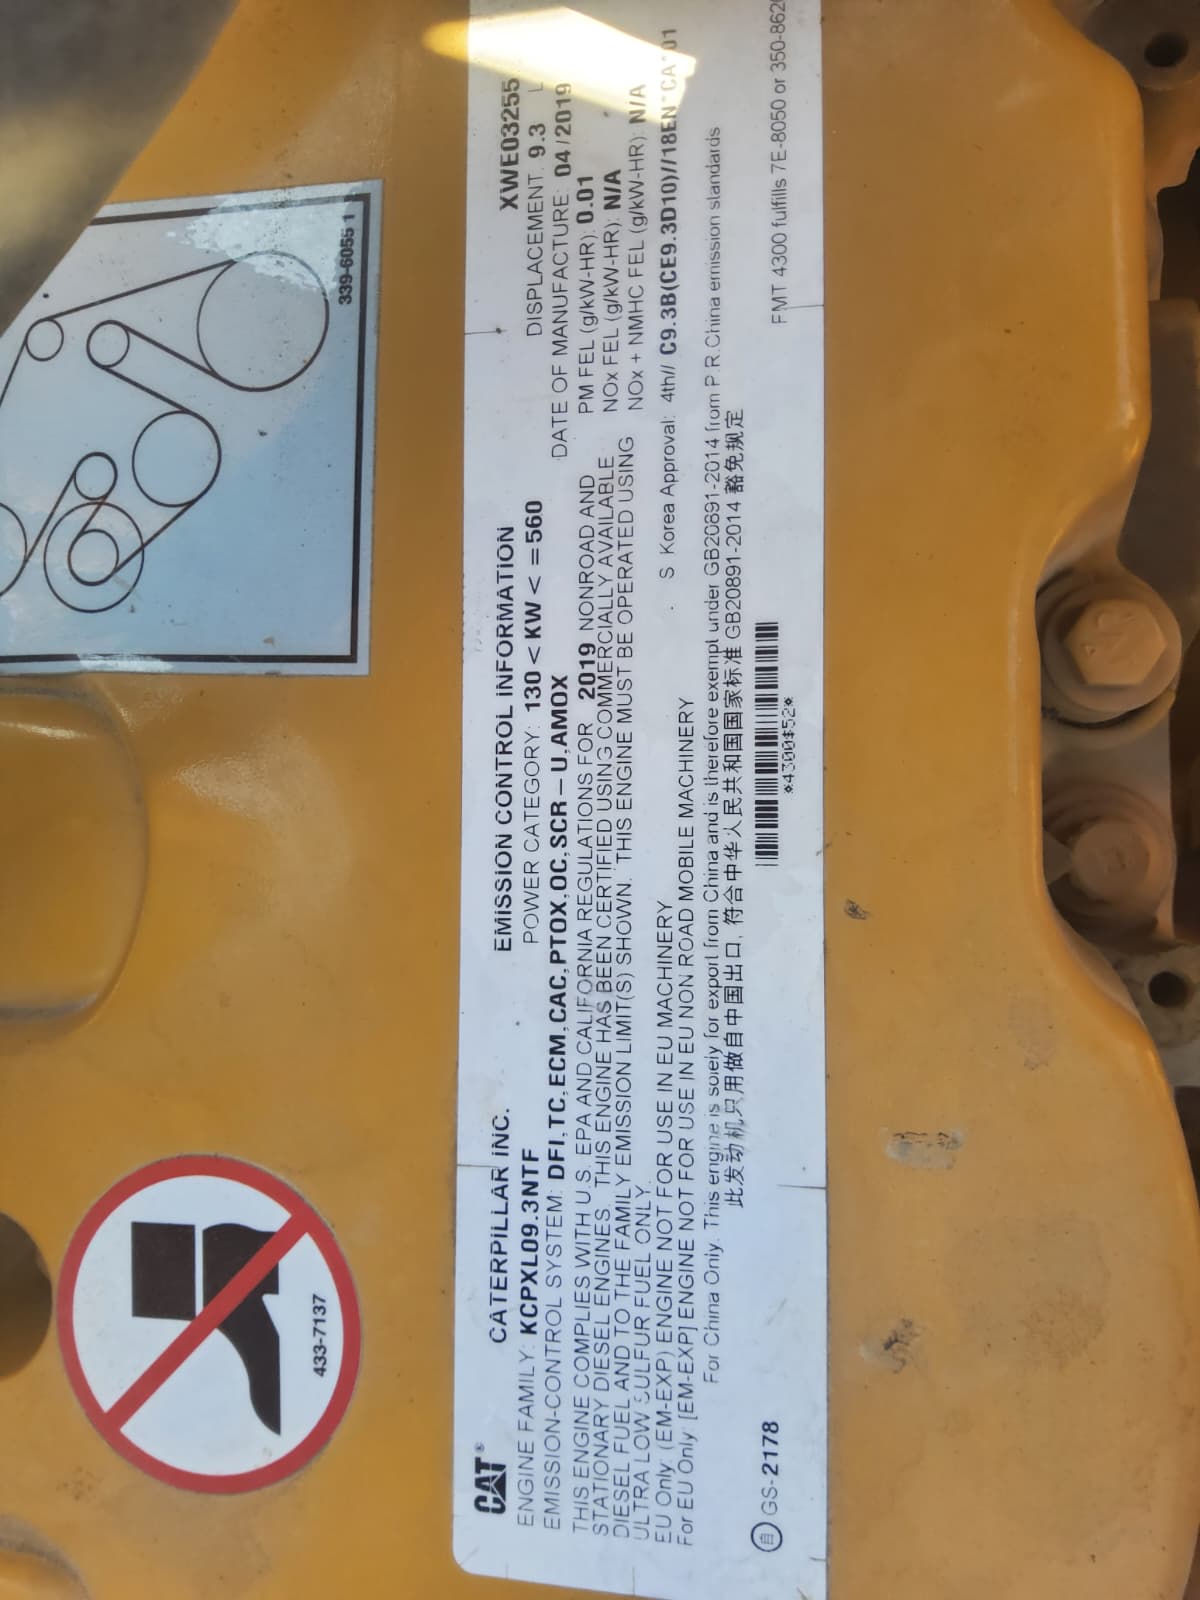 CAT®
CATERPILLAR INC.
EMISSION CONTROL INFORMATION
XWE03255
ENGINE FAMILY: KCPXL09.3NTF
POWER CATEGORY: 130 < KW < = 560
DISPLACEMENT: 9.3 L
EMISSION-CONTROL SYSTEM: DFI,TC,ECM,CAC,PTOX,OC,SCR-U,AMOX
DATE OF MANUFACTURE: 04/2019
THIS ENGINE COMPLIES WITH U.S. EPA AND CALIFORNIA REGULATIONS FOR 2019 NONROAD AND
PM FEL (g/kW-HR): 0.01
STATIONARY DIESEL ENGINES. THIS ENGINE HAS BEEN CERTIFIED USING COMMERCIALLY AVAILABLE
NOx FEL (g/kW-HR): N/A
DIESEL FUEL AND TO THE FAMILY EMISSION LIMIT(S) SHOWN. THIS ENGINE MUST BE OPERATED USING
NOx + NMHC FEL (g/kW-HR): N/A
ULTRA LOW SULFUR FUEL ONLY.
EU Only: (EM-EXP) ENGINE NOT FOR USE IN EU MACHINERY
S Korea Approval: 4th// C9.3B(CE9.3D10)//18EN*CA*01
For EU Only: [EM-EXP] ENGINE NOT FOR USE IN EU NON ROAD MOBILE MACHINERY
For China Only. This engine is solely for export from China and is therefore exempt under GB20891-2014 from P.R.China emission standards
此发动机只用做自中国出口, 符合中华人民共和国国家标准 GB20891-2014 豁免规定
*4300$52*
自 GS-2178
FMT 4300 fulfills 7E-8050 or 350-862
339-6055 1
433-7137